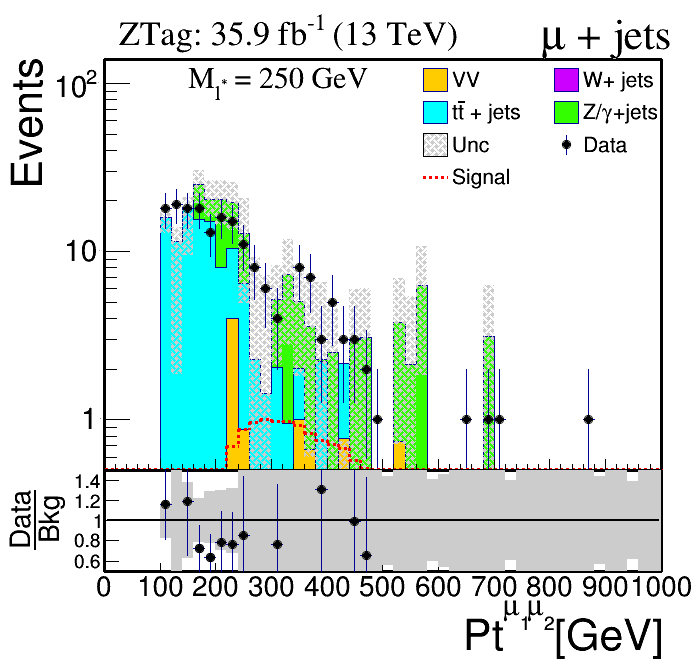 ZTag: 35.9 fb⁻¹ (13 TeV) μ + jets
Events
M_l* = 250 GeV
VV
W+ jets
tt̄ + jets
Z/γ+jets
Unc
Data
Signal
10²
10
1
Data
Bkg
1.4
1.2
1
0.8
0.6
0 100 200 300 400 500 600 700 800 900 1000
Pt^μ₁μ₂[GeV]